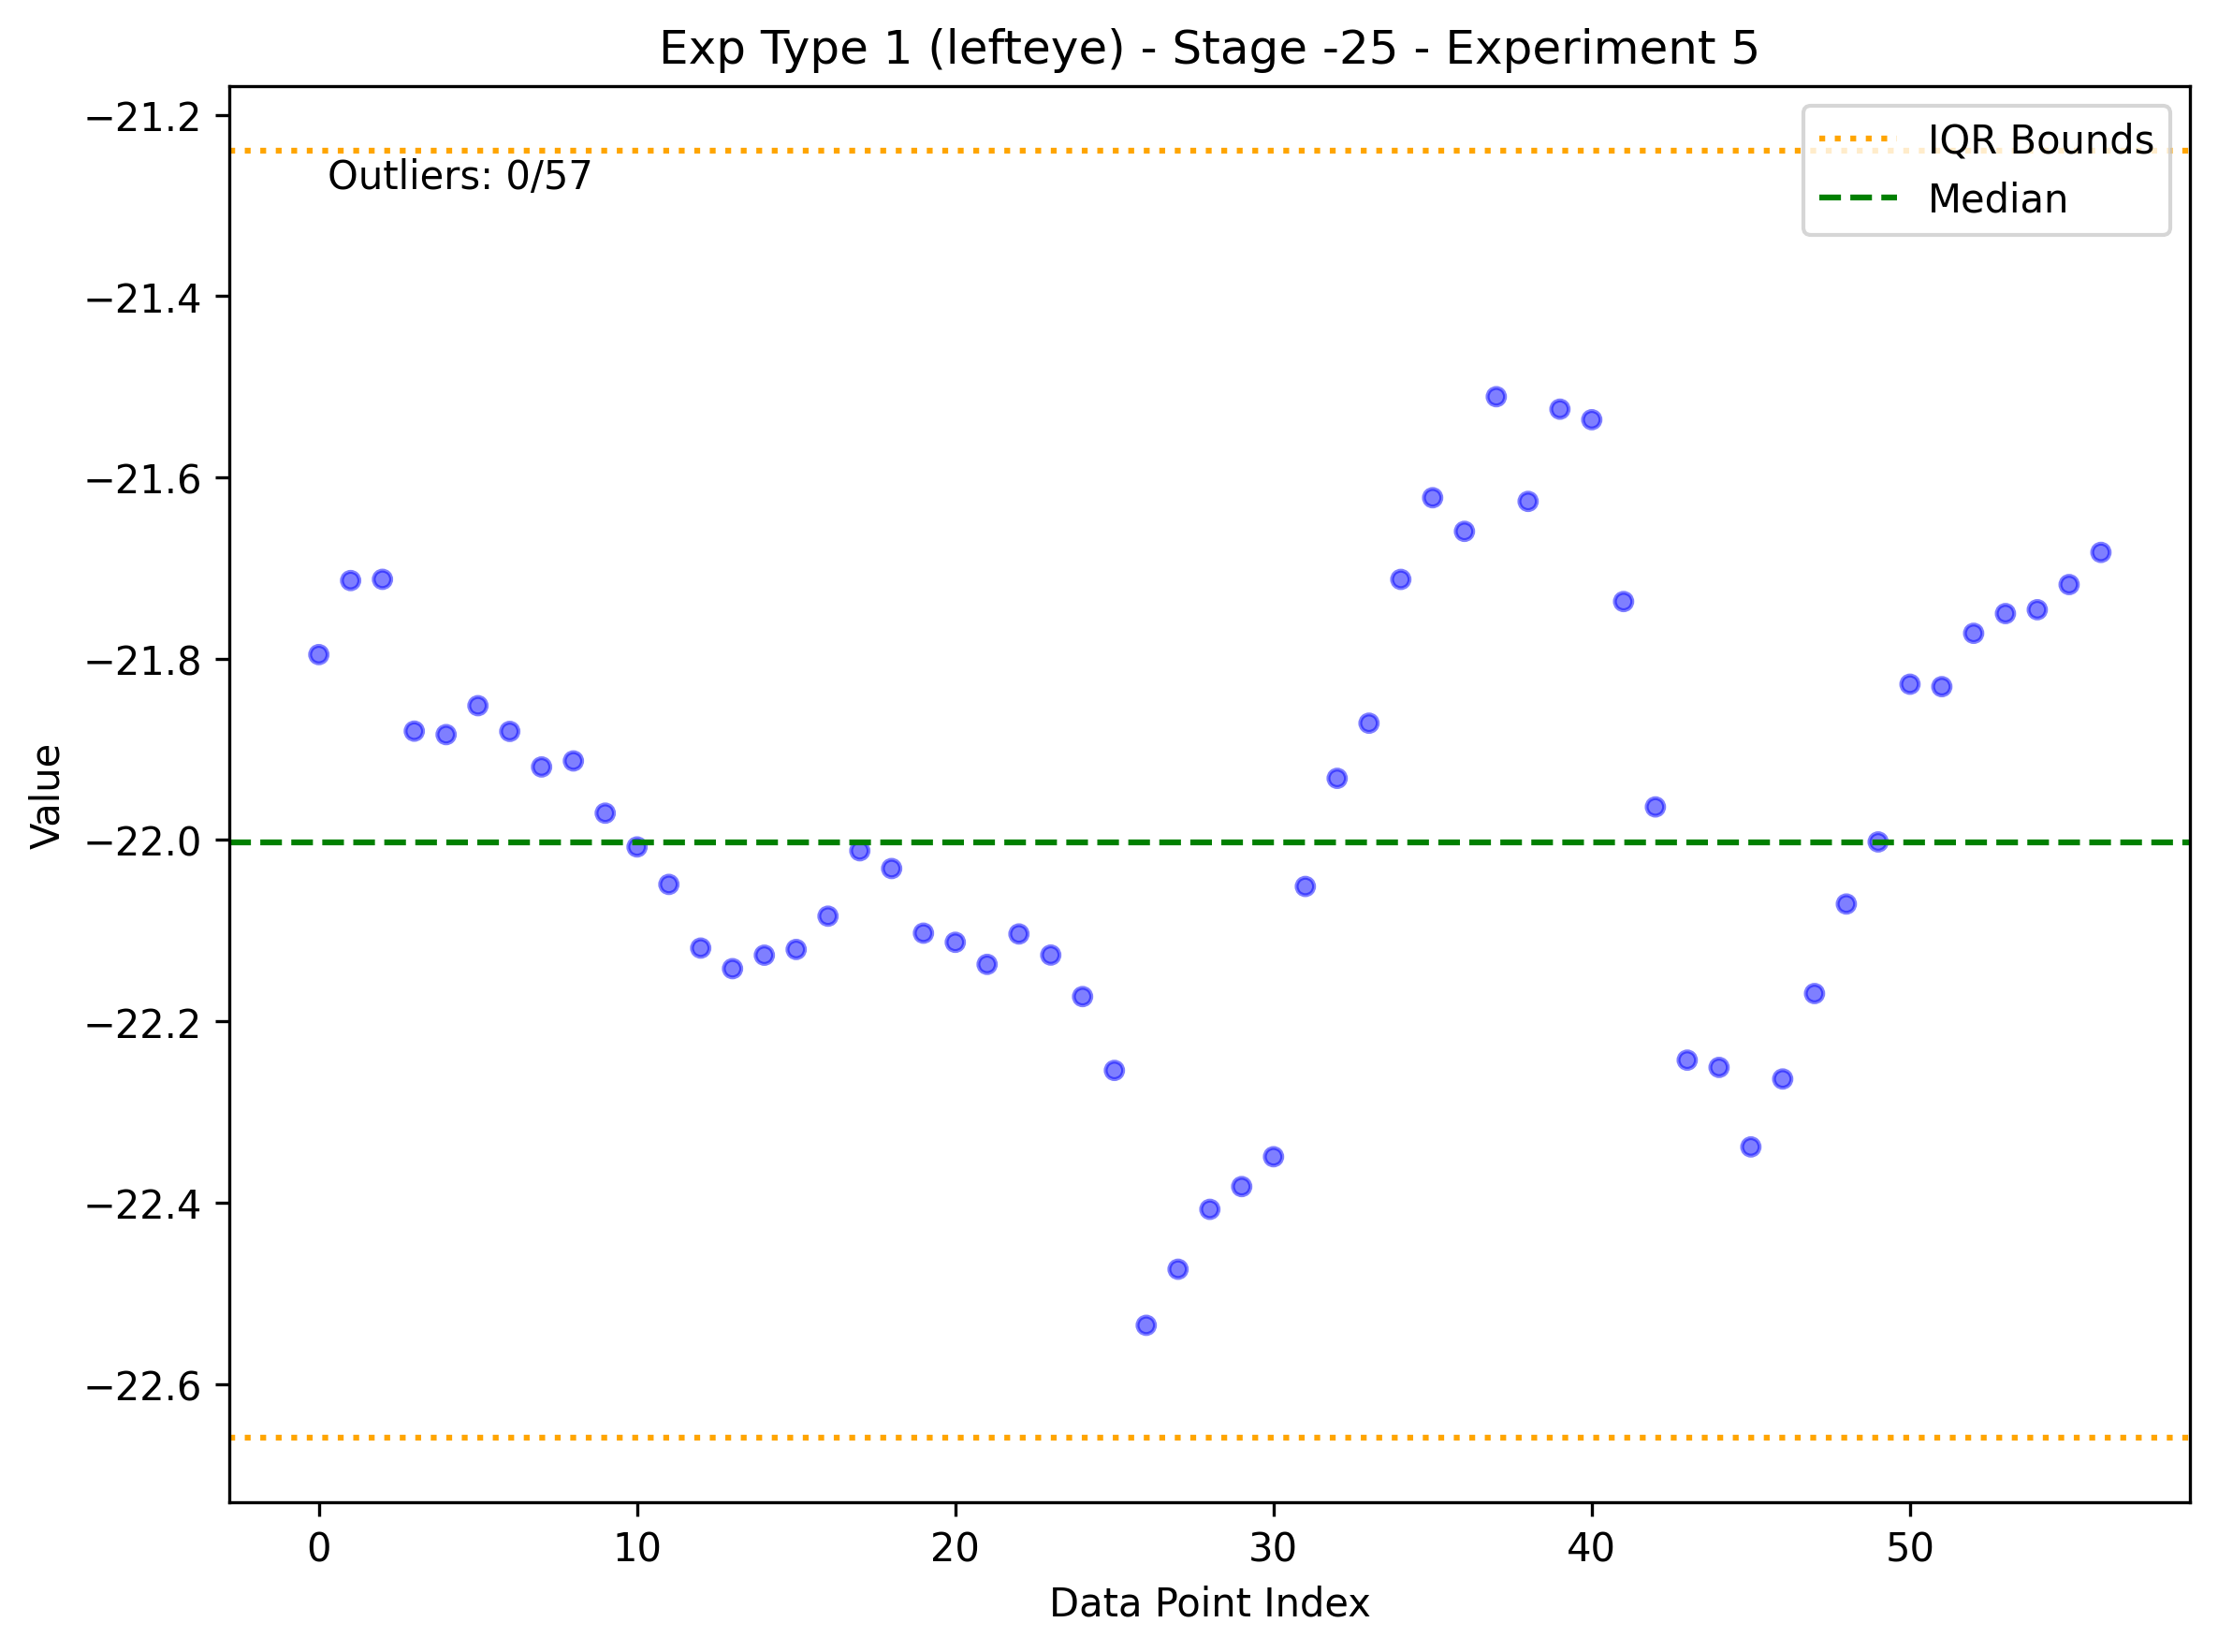 Exp Type 1 (lefteye) - Stage -25 - Experiment 5
−21.2
−21.4
−21.6
−21.8
−22.0
−22.2
−22.4
−22.6
Value
Outliers: 0/57
IQR Bounds
Median
0 10 20 30 40 50
Data Point Index